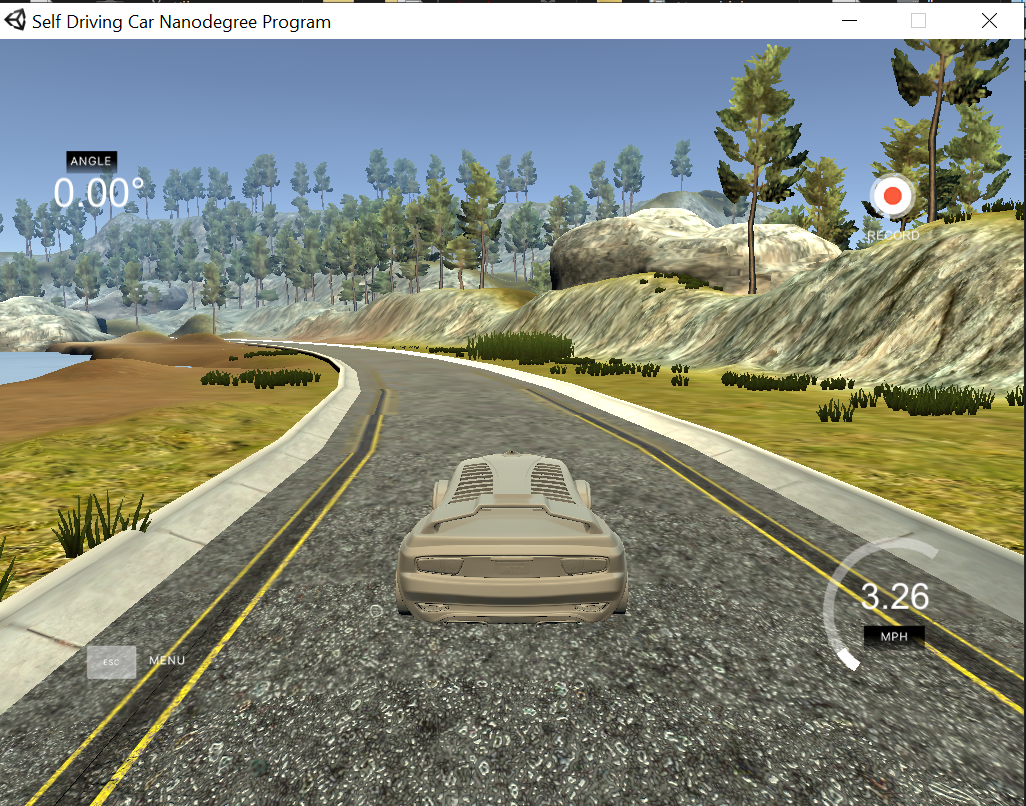 Self Driving Car Nanodegree Program
ANGLE
0.00°
RECORD
3.26
MPH
ESC
MENU